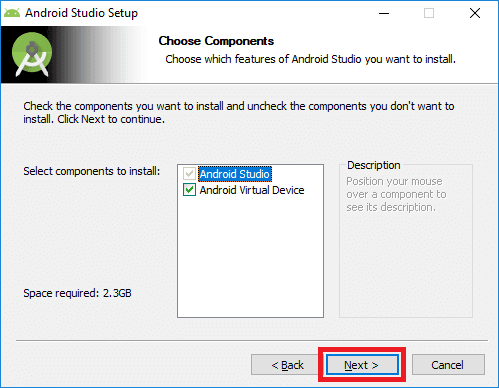 Android Studio Setup
Choose Components
Choose which features of Android Studio you want to install.
Check the components you want to install and uncheck the components you don't want to
install. Click Next to continue.
Select components to install:
Android Studio
Android Virtual Device
Description
Position your mouse
over a component to
see its description.
Space required: 2.3GB
< Back
Next >
Cancel